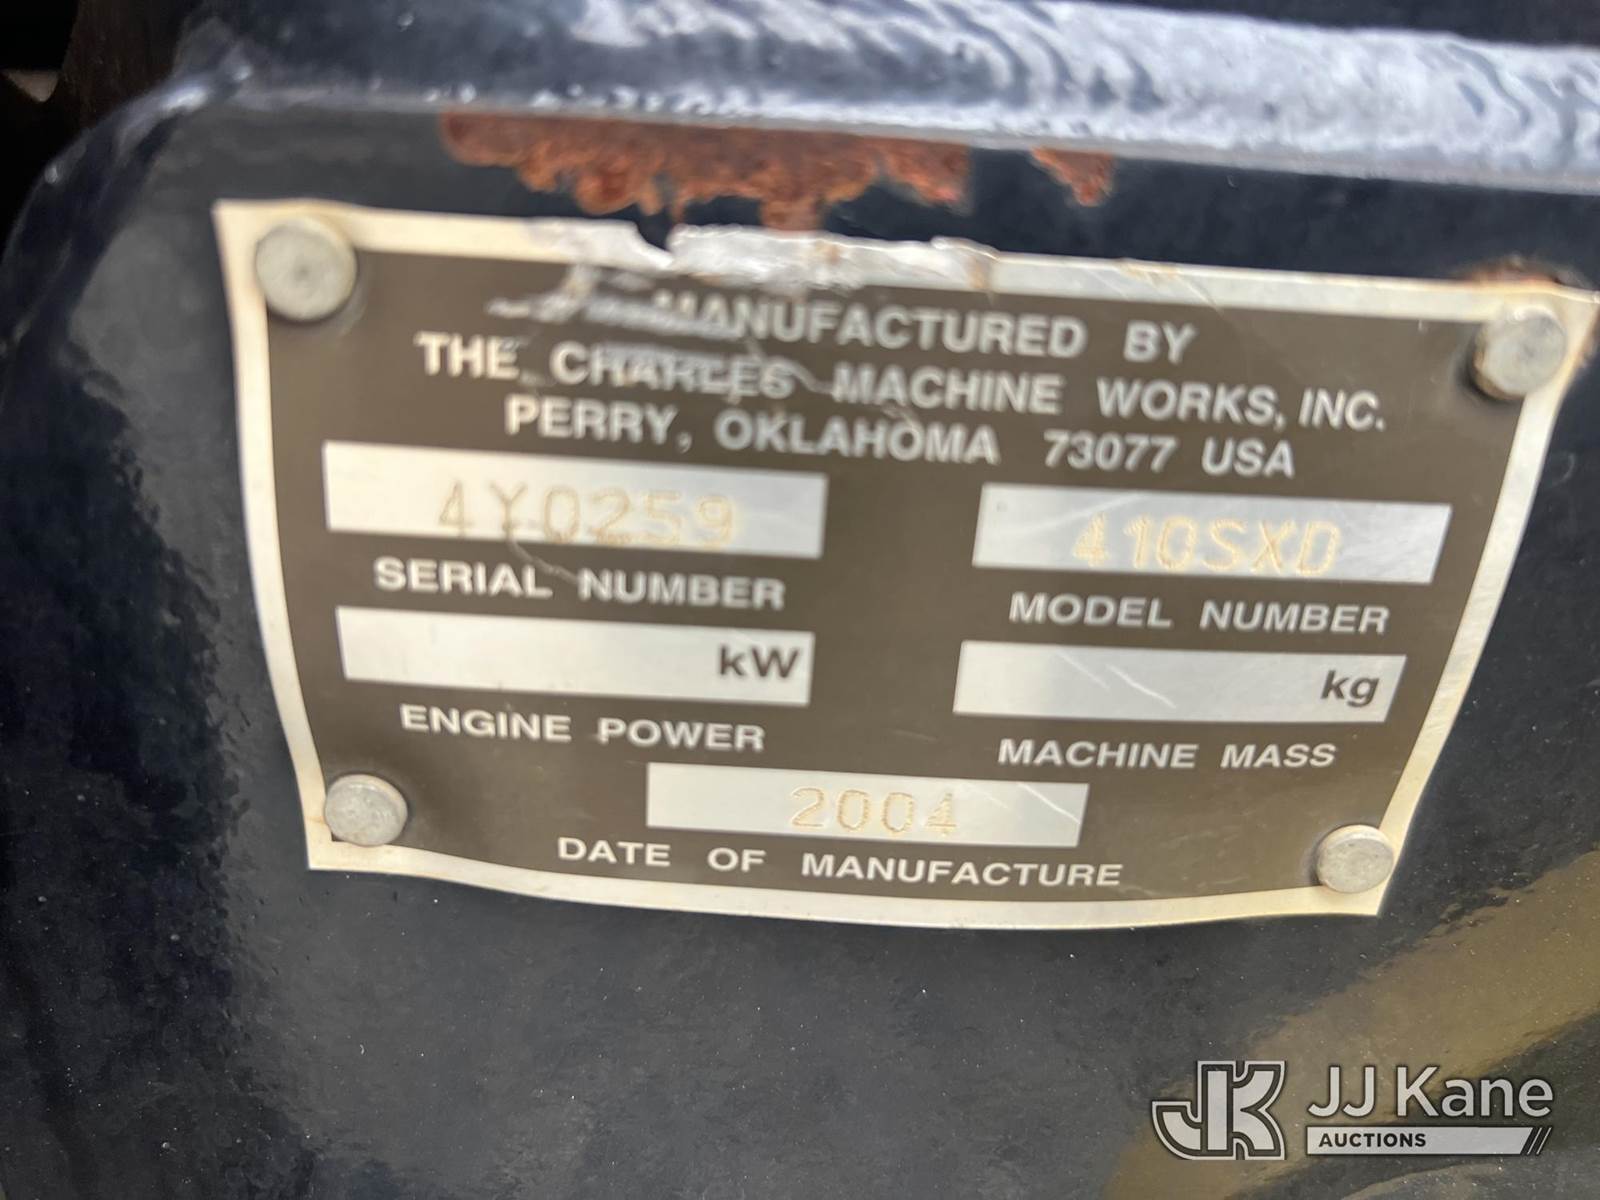 MANUFACTURED BY
THE CHARLES MACHINE WORKS, INC.
PERRY, OKLAHOMA 73077 USA
4Y0259 410SXD
SERIAL NUMBER MODEL NUMBER
kW kg
ENGINE POWER MACHINE MASS
2004
DATE OF MANUFACTURE
JK JJ Kane
AUCTIONS